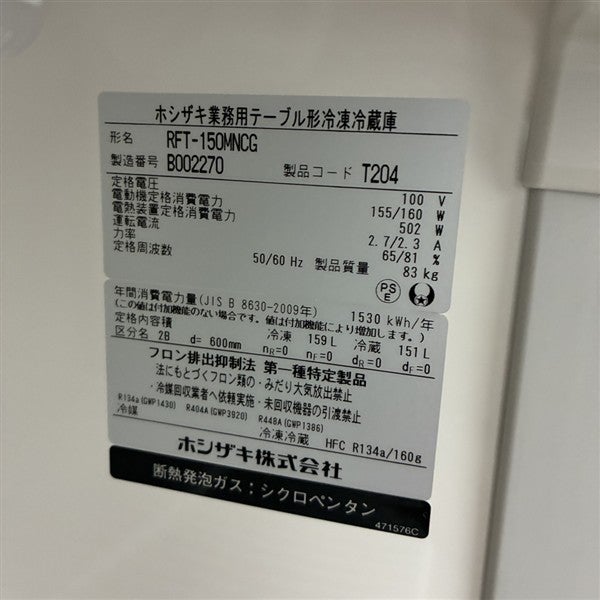 ホシザキ業務用テーブル形冷凍冷蔵庫
形名 RFT-150MNCG
製造番号 B002270 製品コード T204
定格電圧 100 V
電動機定格消費電力 155/160 W
電熱装置定格消費電力 502 W
運転電流 2.7/2.3 A
力率 65/81 %
定格周波数 50/60 Hz 製品質量 83 kg
PSE
年間消費電力量(JIS B 8630-2009年) 1530 kWh/年
(この値は付加機能のない場合です。値は付加機能により増加します。)
定格内容積 冷凍 159L 冷蔵 151L
区分名 2B d= 600mm nR=0 nF=0 dR=0 dF=0
フロン排出抑制法 第一種特定製品
法にもとづくフロン類の・みだり大気放出禁止
・冷媒回収業者へ依頼実施・未回収機器の引渡禁止
R134a(GWP1430) R404A(GWP3920) R448A(GWP1386)
冷媒 冷凍冷蔵 HFC R134a/160g
ホシザキ株式会社
断熱発泡ガス;シクロペンタン
471576C